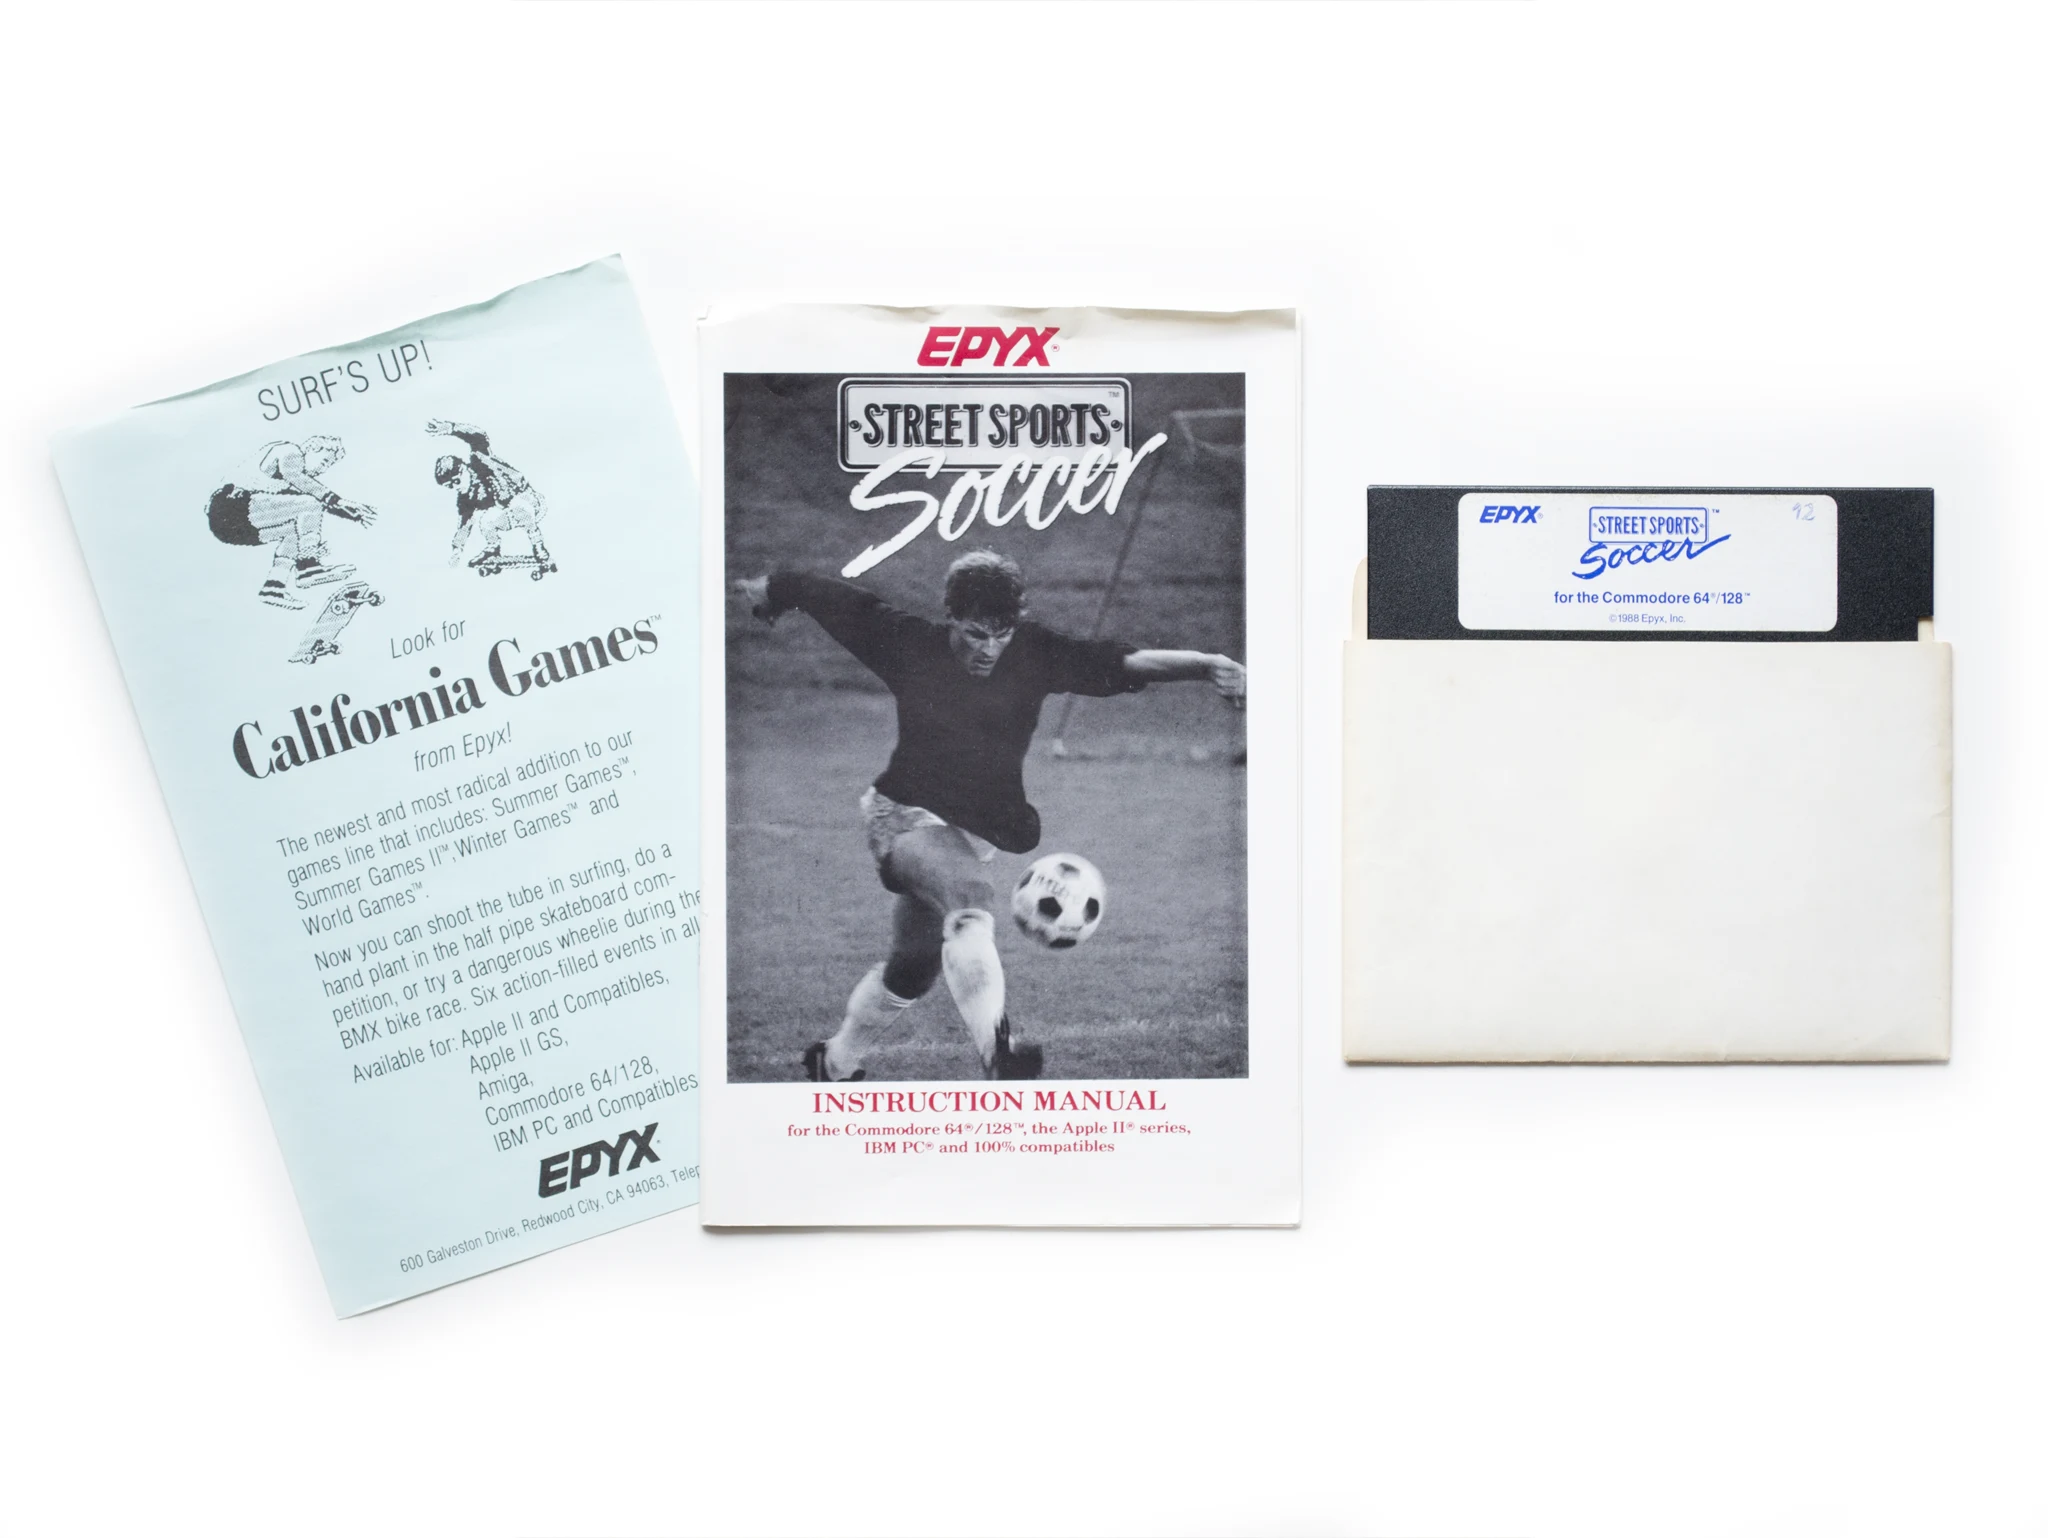 SURF'S UP!
Look for
California Games™
from Epyx!
The newest and most radical addition to our
games line that includes: Summer Games™,
Summer Games II™, Winter Games™ and
World Games™.
Now you can shoot the tube in surfing, do a
hand plant in the half pipe skateboard com-
petition, or try a dangerous wheelie during the
BMX bike race. Six action-filled events in all.
Available for: Apple II and Compatibles,
Apple II GS,
Amiga,
Commodore 64/128,
IBM PC and Compatibles
EPYX®
600 Galveston Drive, Redwood City, CA 94063,
EPYX®
STREET SPORTS™
Soccer
INSTRUCTION MANUAL
for the Commodore 64®/128™, the Apple II® series,
IBM PC® and 100% compatibles
EPYX®
STREET SPORTS™
Soccer
92
for the Commodore 64®/128™
©1988 Epyx, Inc.